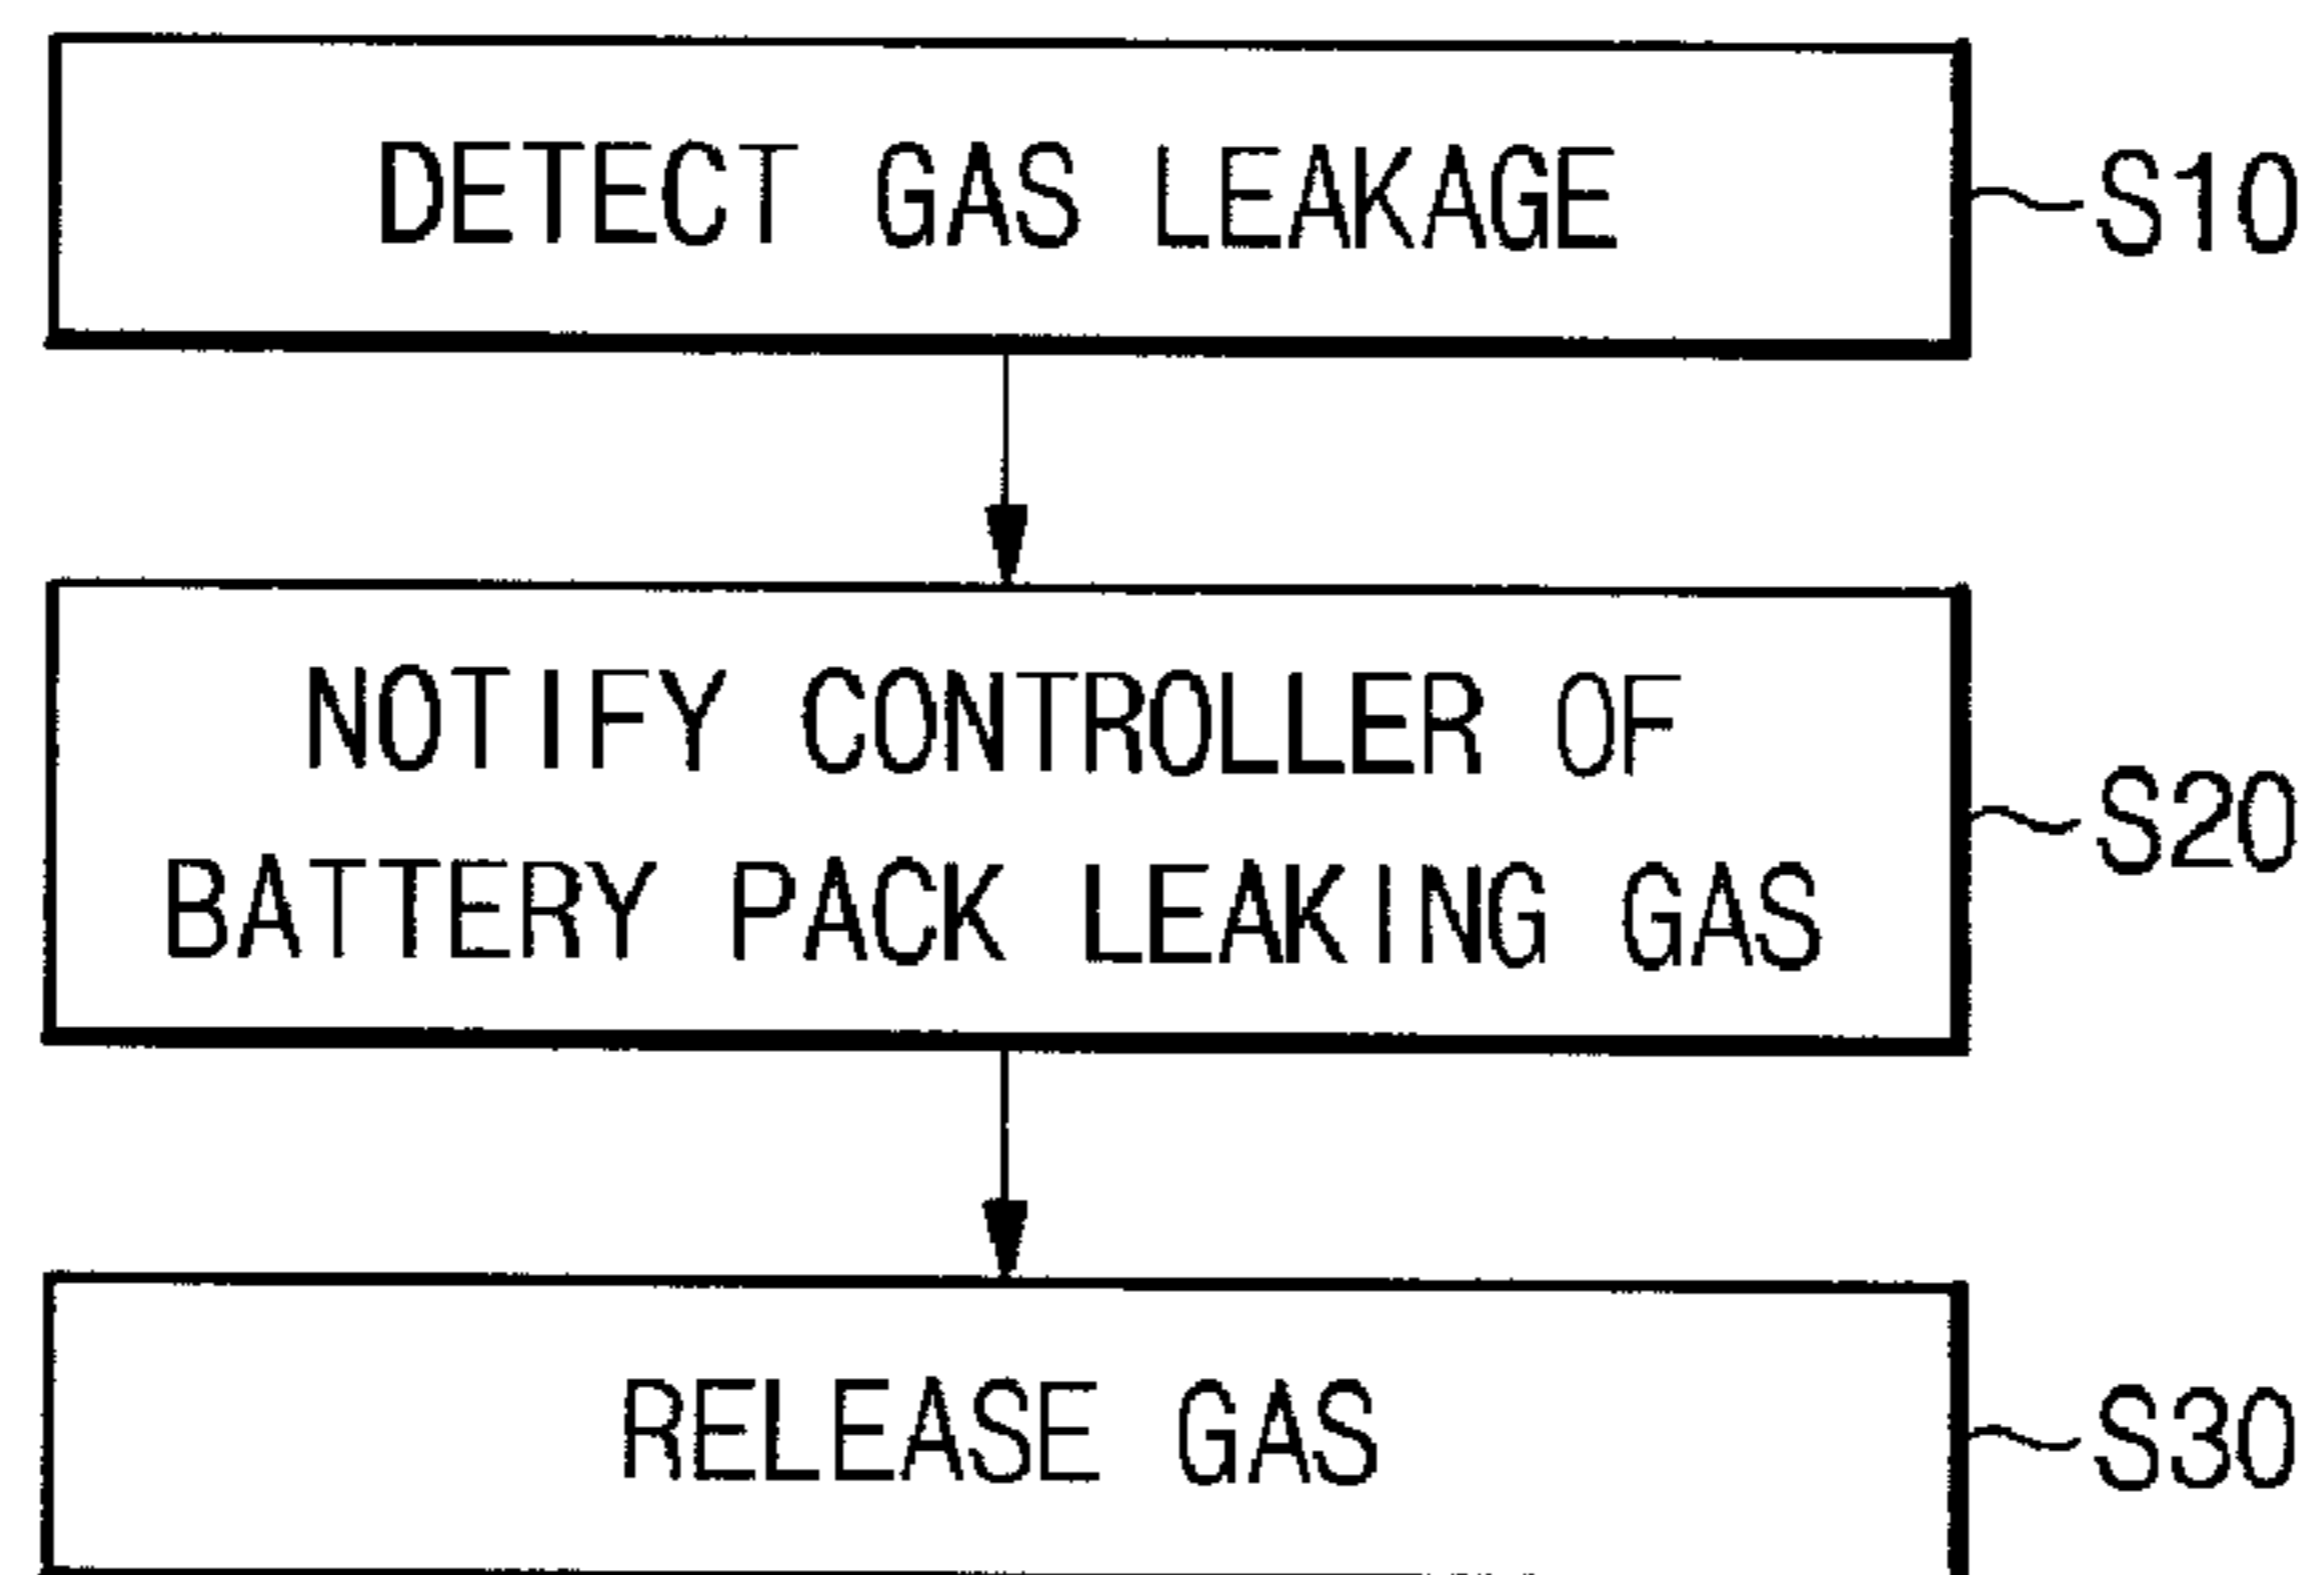 DETECT GAS LEAKAGE
S10
NOTIFY CONTROLLER OF
BATTERY PACK LEAKING GAS
S20
RELEASE GAS
S30